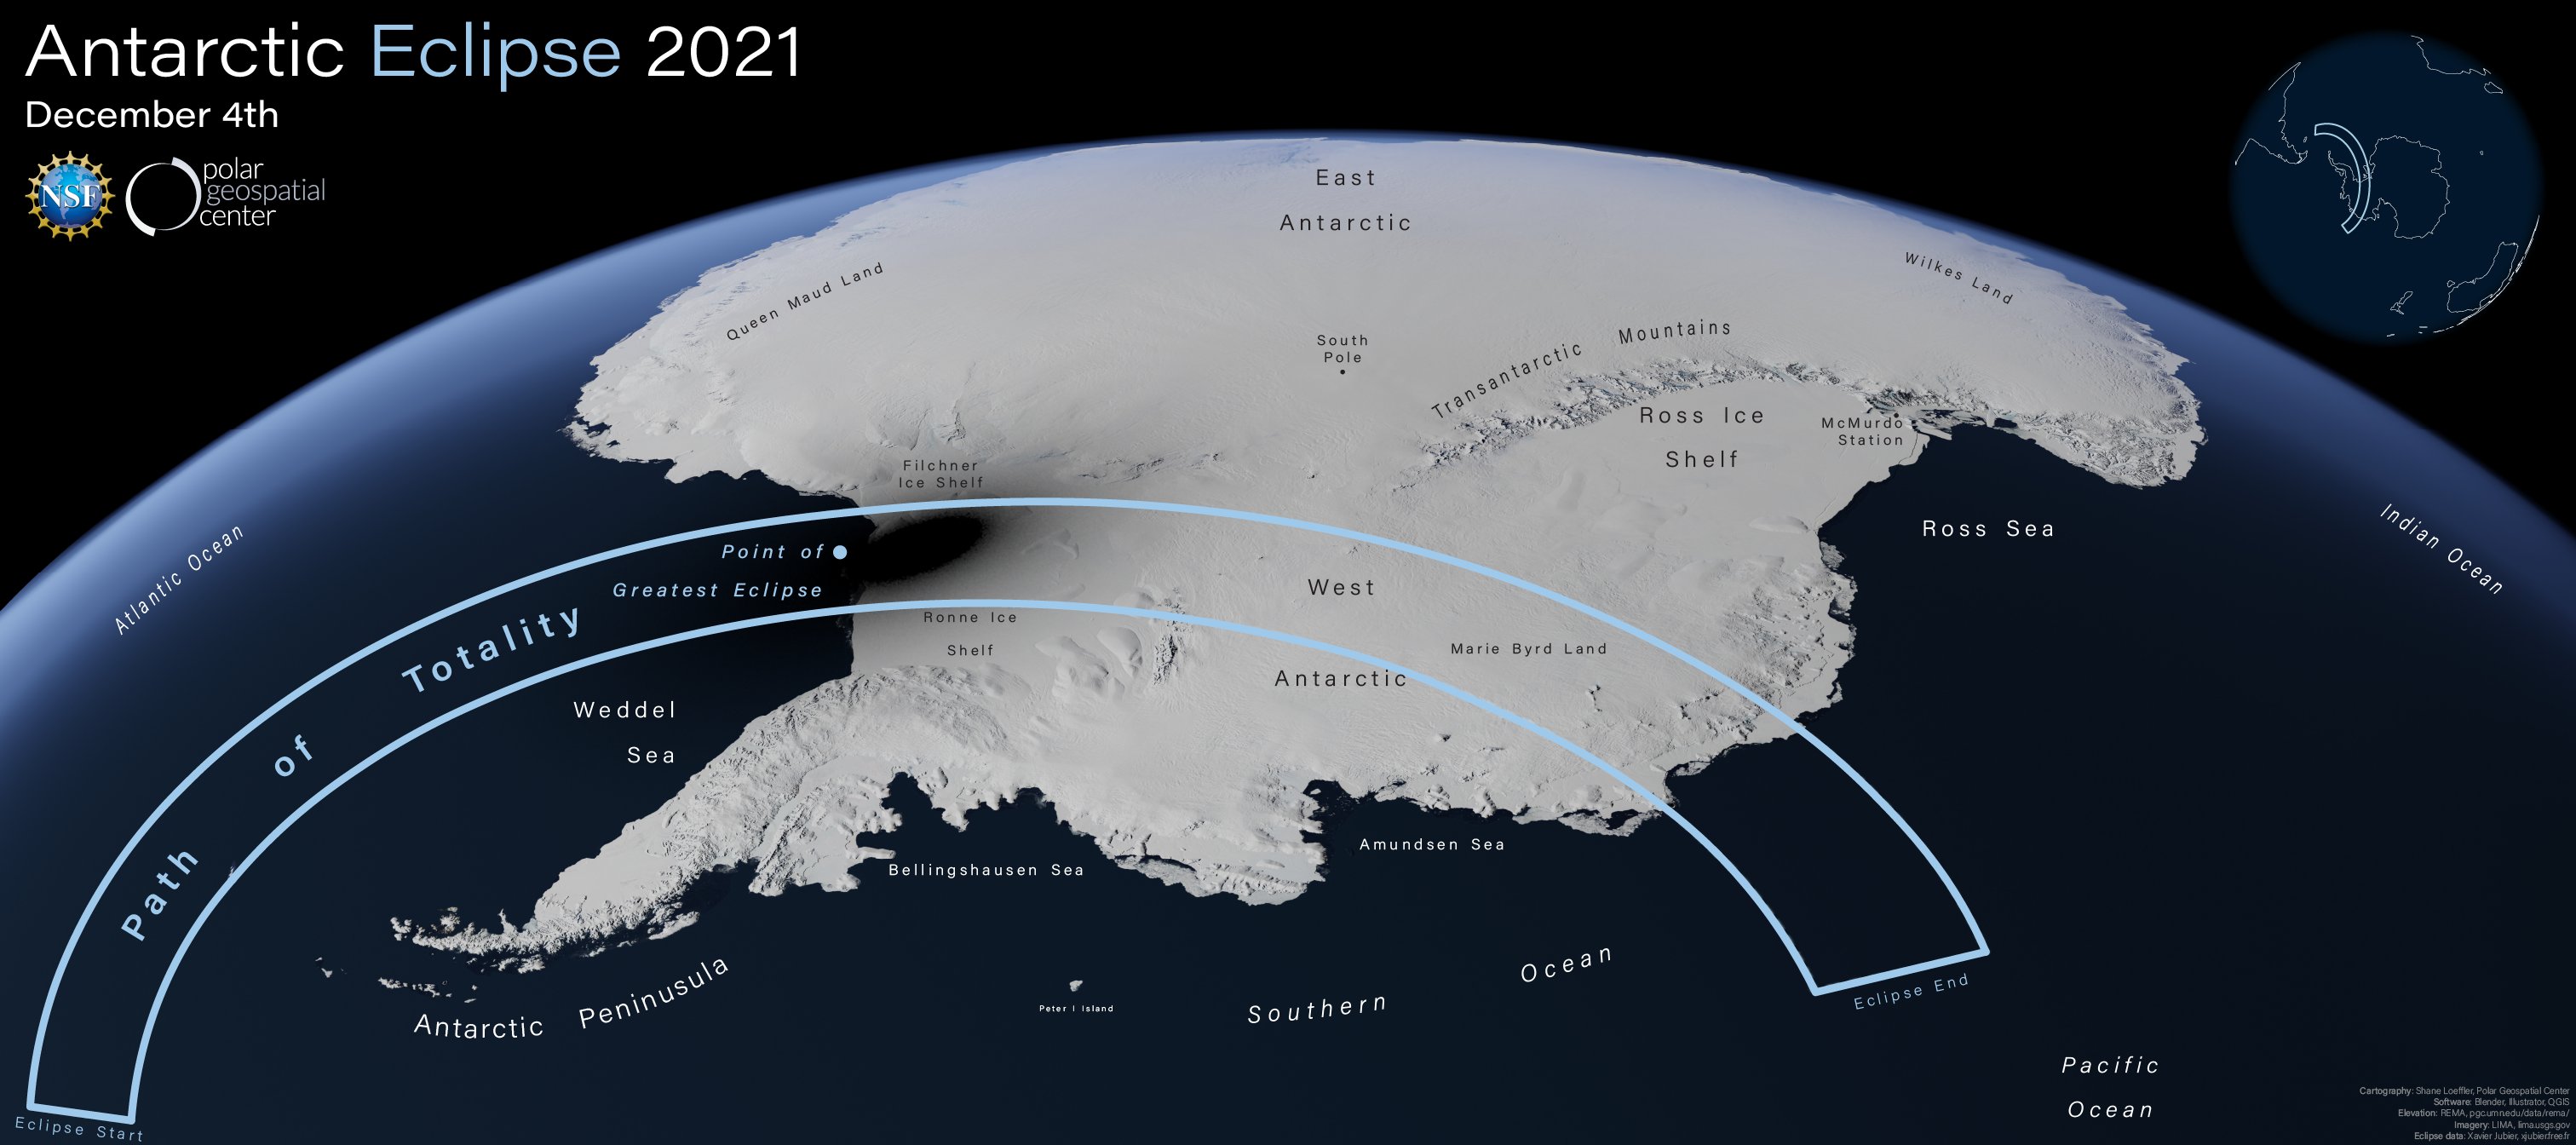 Antarctic Eclipse 2021
December 4th
NSF
polar
geospatial
center
East
Antarctic
Queen Maud Land
Wilkes Land
South
Pole
Transantarctic Mountains
Ross Ice
Shelf
McMurdo
Station
Filchner
Ice Shelf
Atlantic Ocean
Indian Ocean
Ross Sea
Point of
Greatest Eclipse
West
Antarctic
Ronne Ice
Shelf
Marie Byrd Land
Path of Totality
Weddel
Sea
Amundsen Sea
Bellingshausen Sea
Antarctic Peninusula
Peter I Island
Southern Ocean
Eclipse End
Eclipse Start
Pacific
Ocean
Cartography: Shane Loeffler, Polar Geospatial Center
Software: Blender, Illustrator, QGIS
Elevation: REMA, pgc.umn.edu/data/rema/
Imagery: LIMA, lima.usgs.gov
Eclipse data: Xavier Jubier, xjubier.free.fr